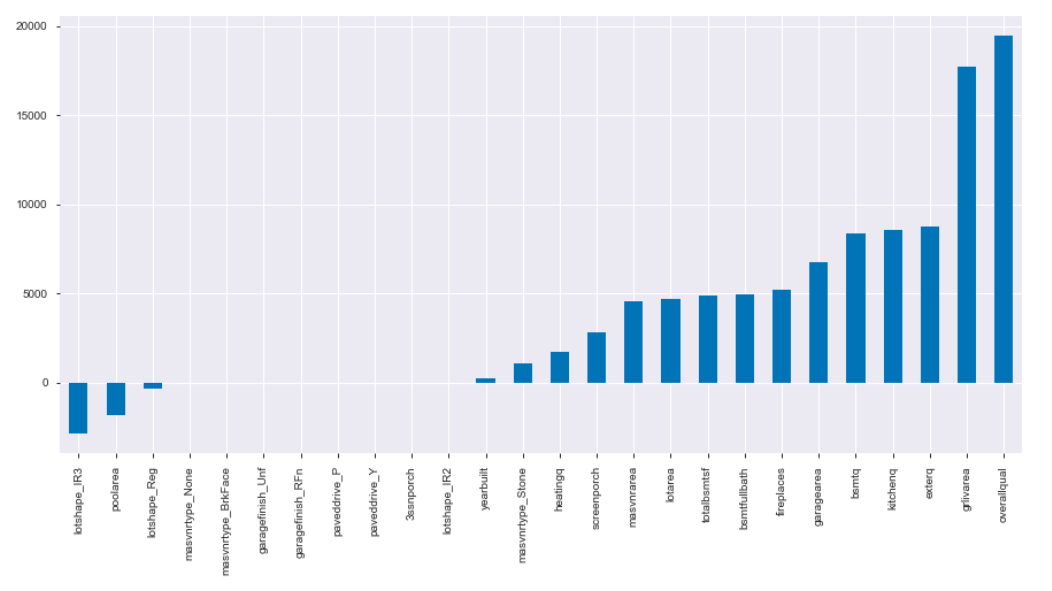 20000
15000
10000
5000
0
lotshape_IR3
poolarea
lotshape_Reg
masvnrtype_None
masvnrtype_BrkFace
garagefinish_Unf
garagefinish_RFn
paveddrive_P
paveddrive_Y
3ssnporch
lotshape_IR2
yearbuilt
masvnrtype_Stone
heatingq
screenporch
masvnrarea
lotarea
totalbsmtsf
bsmtfullbath
fireplaces
garagearea
bsmtq
kitchenq
exterq
grlivarea
overallqual